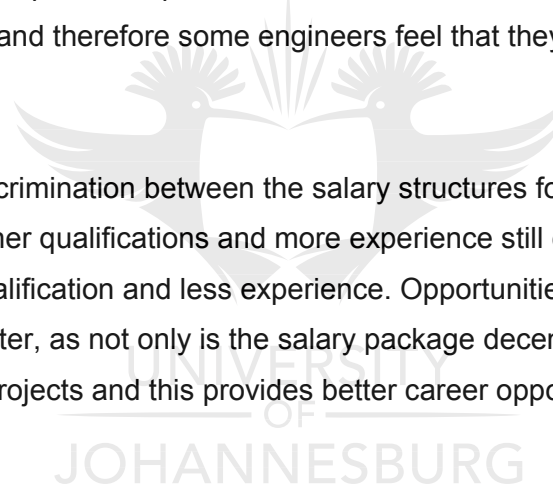 and therefore some engineers feel that they
crimination between the salary structures fo
her qualifications and more experience still
alification and less experience. Opportunitie
ter, as not only is the salary package decen
rojects and this provides better career oppo
UNIVERSITY
OF
JOHANNESBURG